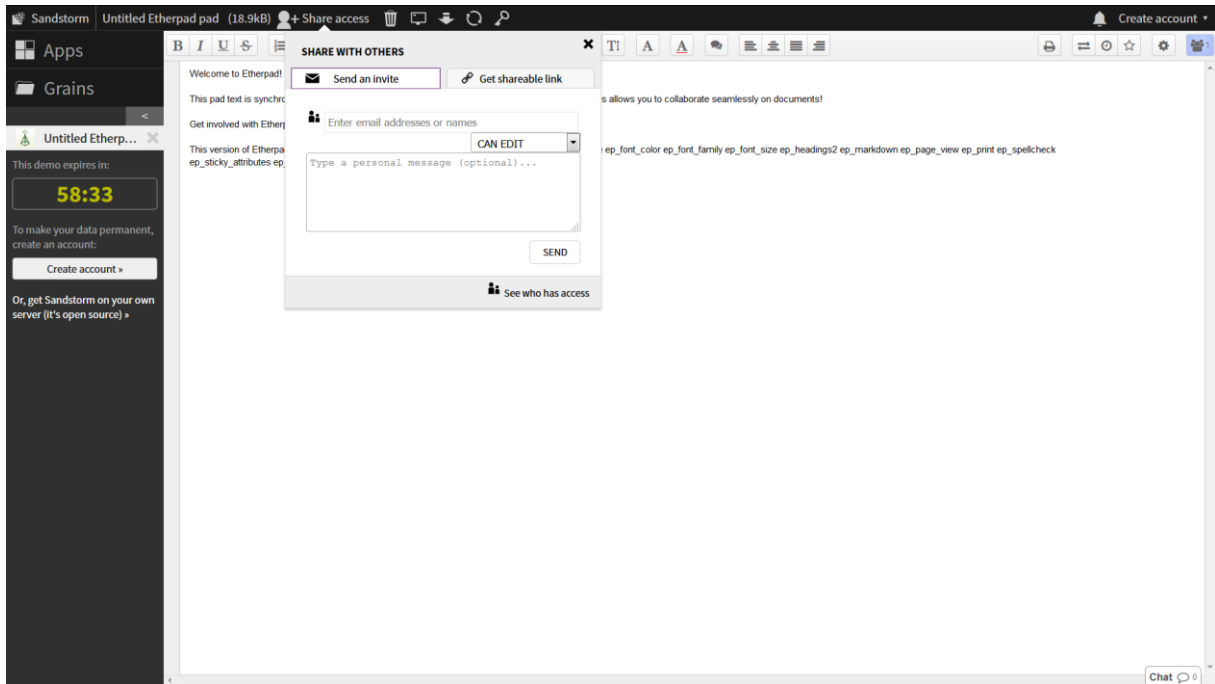 Sandstorm Untitled Etherpad pad (18.9kB) Share access Create account
Apps
Grains
<
Untitled Etherp...
This demo expires in:
58:33
To make your data permanent,
create an account:
Create account »
Or, get Sandstorm on your own
server (it's open source) »
B I U S T A A 1
SHARE WITH OTHERS
Send an invite Get shareable link
Enter email addresses or names
CAN EDIT
Type a personal message (optional)...
SEND
See who has access
Welcome to Etherpad!
This pad text is synchro s allows you to collaborate seamlessly on documents!
Get involved with Etherp
This version of Etherpa ep_font_color ep_font_family ep_font_size ep_headings2 ep_markdown ep_page_view ep_print ep_spellcheck
ep_sticky_attributes ep_
Chat 0